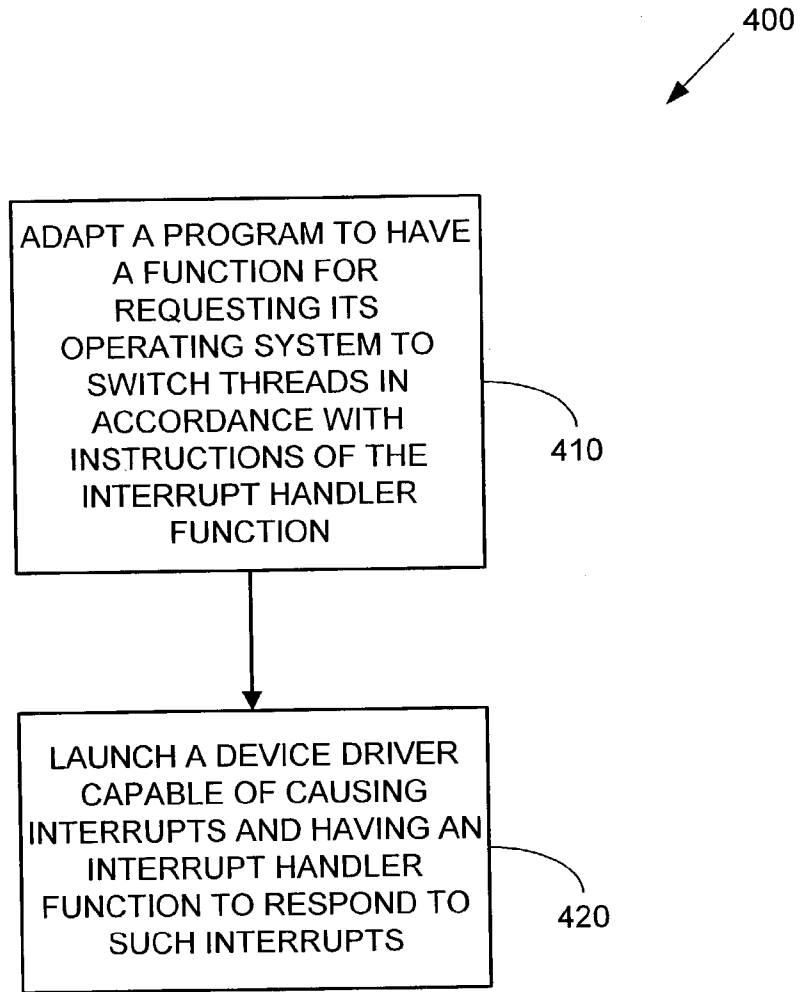 400
ADAPT A PROGRAM TO HAVE
A FUNCTION FOR
REQUESTING ITS
OPERATING SYSTEM TO
SWITCH THREADS IN
ACCORDANCE WITH
INSTRUCTIONS OF THE
INTERRUPT HANDLER
FUNCTION
410
LAUNCH A DEVICE DRIVER
CAPABLE OF CAUSING
INTERRUPTS AND HAVING AN
INTERRUPT HANDLER
FUNCTION TO RESPOND TO
SUCH INTERRUPTS
420